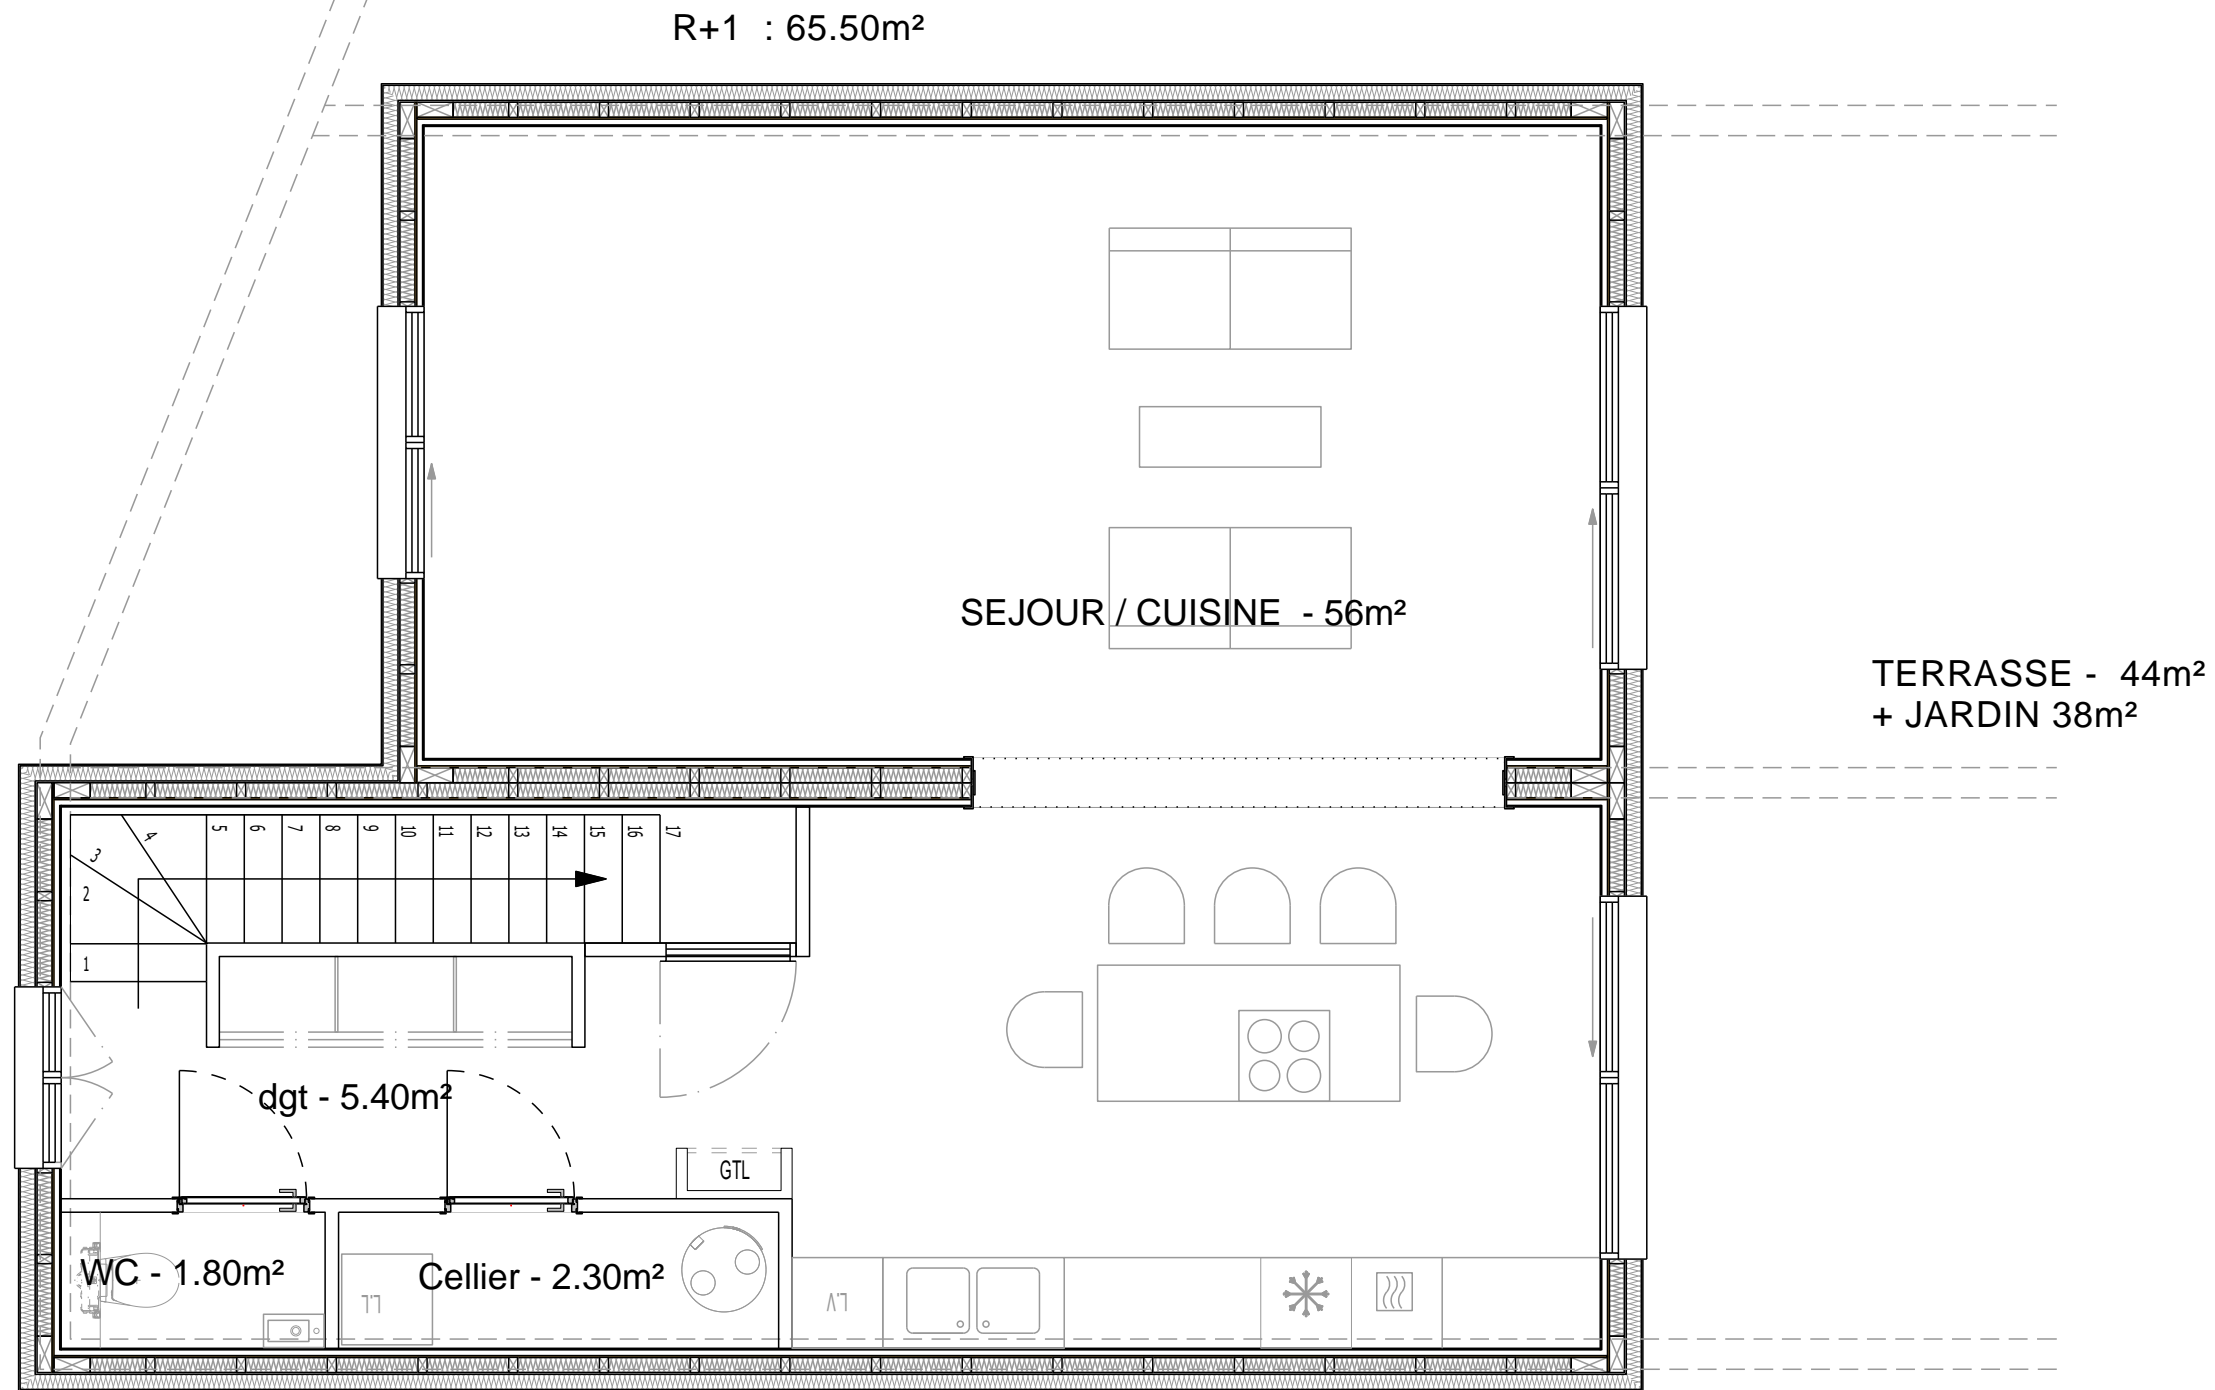 R+1 : 65.50m²
SEJOUR / CUISINE - 56m²
TERRASSE - 44m²
+ JARDIN 38m²
5 6 7 8 9 10 11 12 13 14 15 16 17
4
3
2
1
dgt - 5.40m²
GTL
WC - 1.80m²
Cellier - 2.30m²
LL
LV